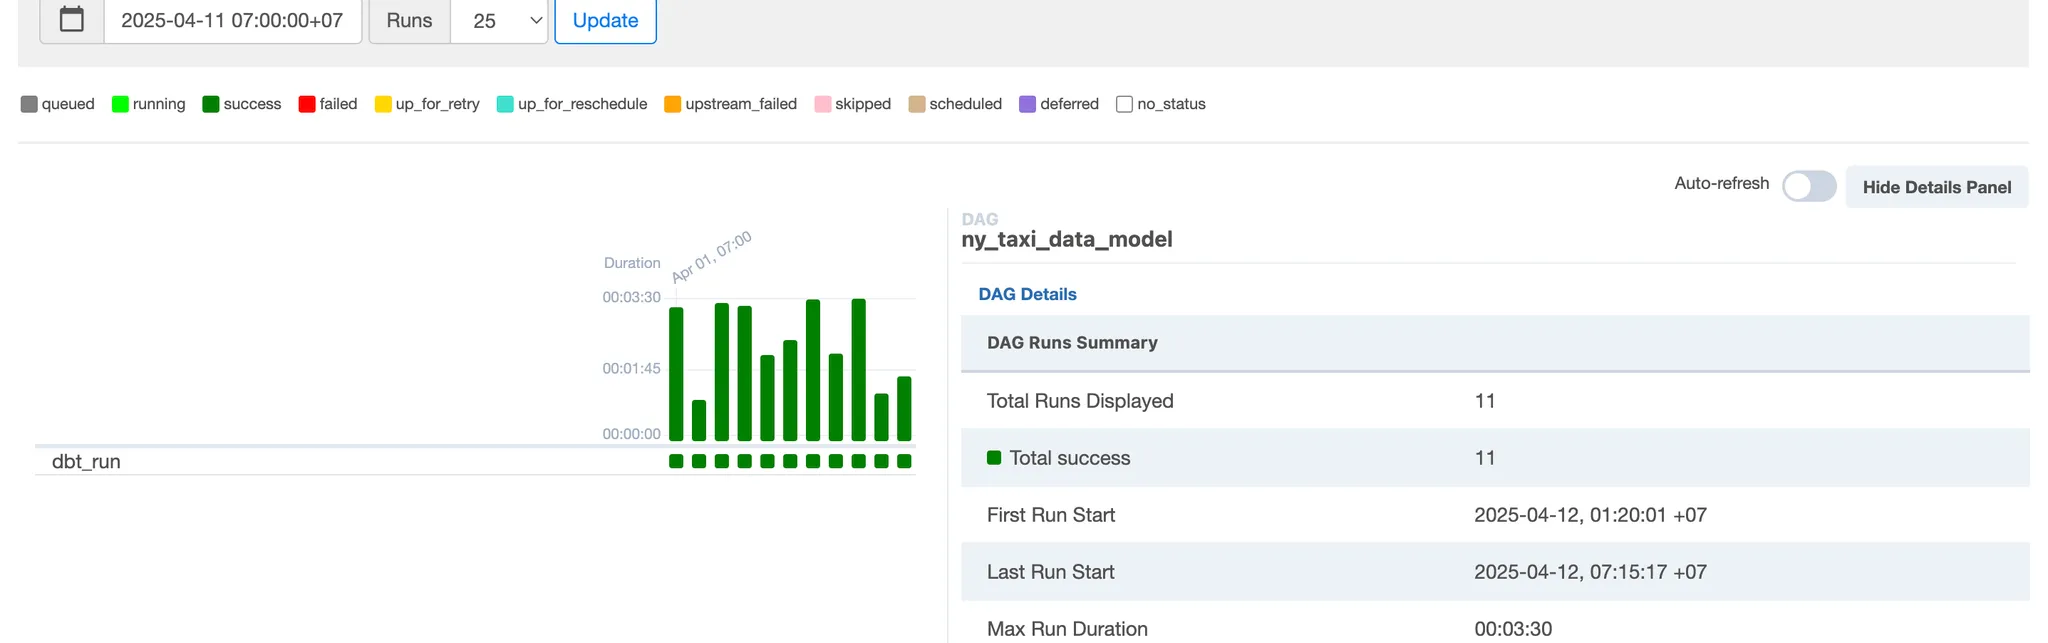 2025-04-11 07:00:00+07 Runs 25 Update
queued running success failed up_for_retry up_for_reschedule upstream_failed skipped scheduled deferred no_status
Auto-refresh Hide Details Panel
DAG
ny_taxi_data_model
Duration
Apr 01, 07:00
00:03:30
00:01:45
00:00:00
dbt_run
DAG Details
DAG Runs Summary
Total Runs Displayed 11
Total success 11
First Run Start 2025-04-12, 01:20:01 +07
Last Run Start 2025-04-12, 07:15:17 +07
Max Run Duration 00:03:30